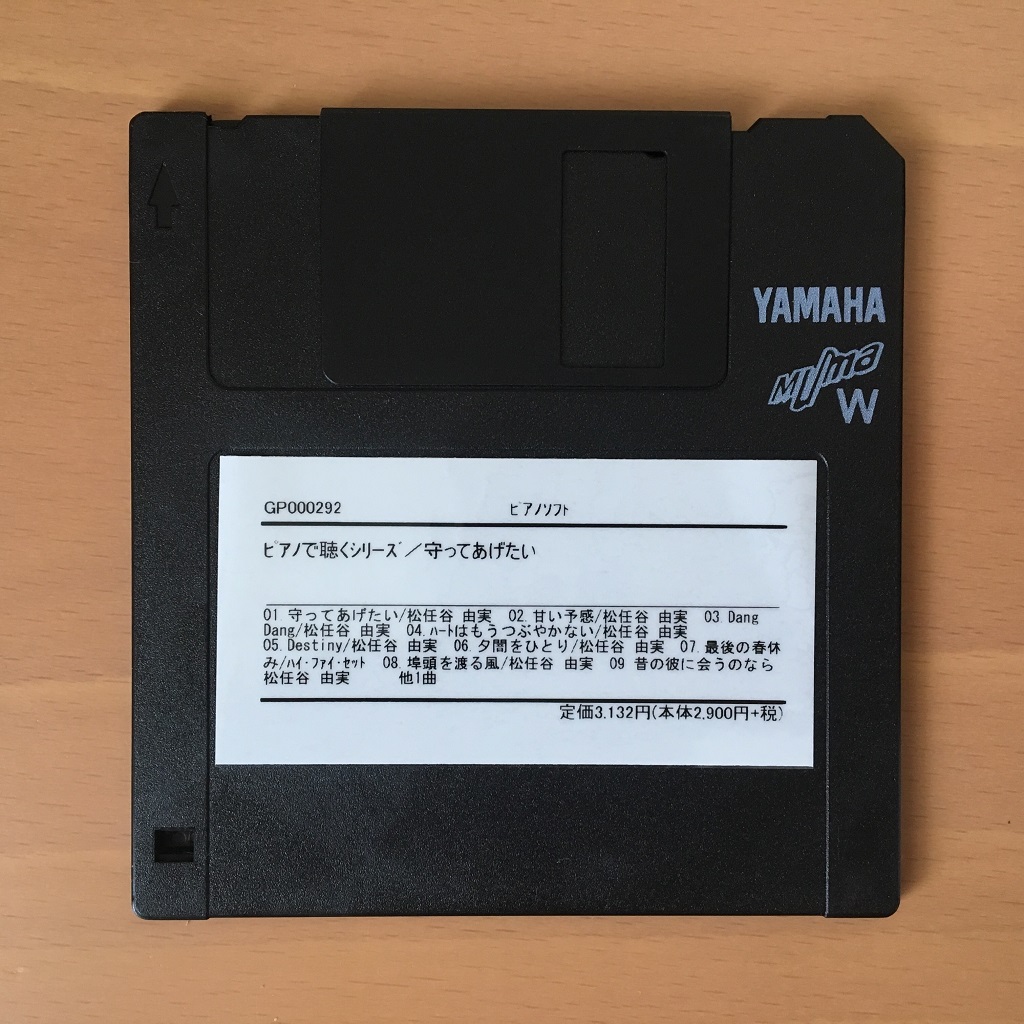 YAMAHA
MUma
W
GP000292 ﾋﾟｱﾉｿﾌﾄ
ﾋﾟｱﾉで聴くｼﾘｰｽﾞ／守ってあげたい
01 守ってあげたい/松任谷 由実 02 甘い予感/松任谷 由実 03 Dang
Dang/松任谷 由実 04 ﾊｰﾄはもうつぶやかない/松任谷 由実
05 Destiny/松任谷 由実 06 夕闇をひとり/松任谷 由実 07 最後の春休
み/ﾊｲ･ﾌｧｲ･ｾｯﾄ 08 埠頭を渡る風/松任谷 由実 09 昔の彼に会うのなら
松任谷 由実 他1曲
定価3,132円(本体2,900円+税)